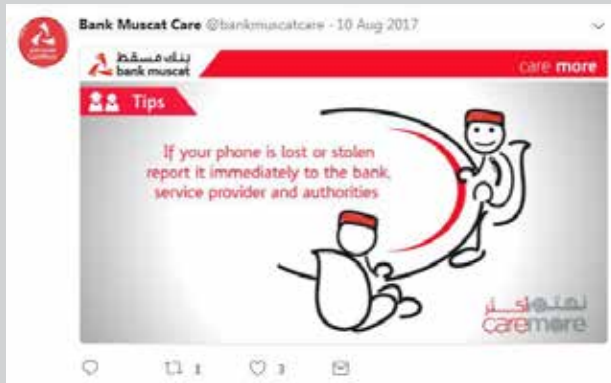 Bank Muscat Care @bankmuscatcare - 10 Aug 2017
بنك مسقط
bank muscat
care more
Tips
If your phone is lost or stolen
report it immediately to the bank,
service provider and authorities
caremore
1
3